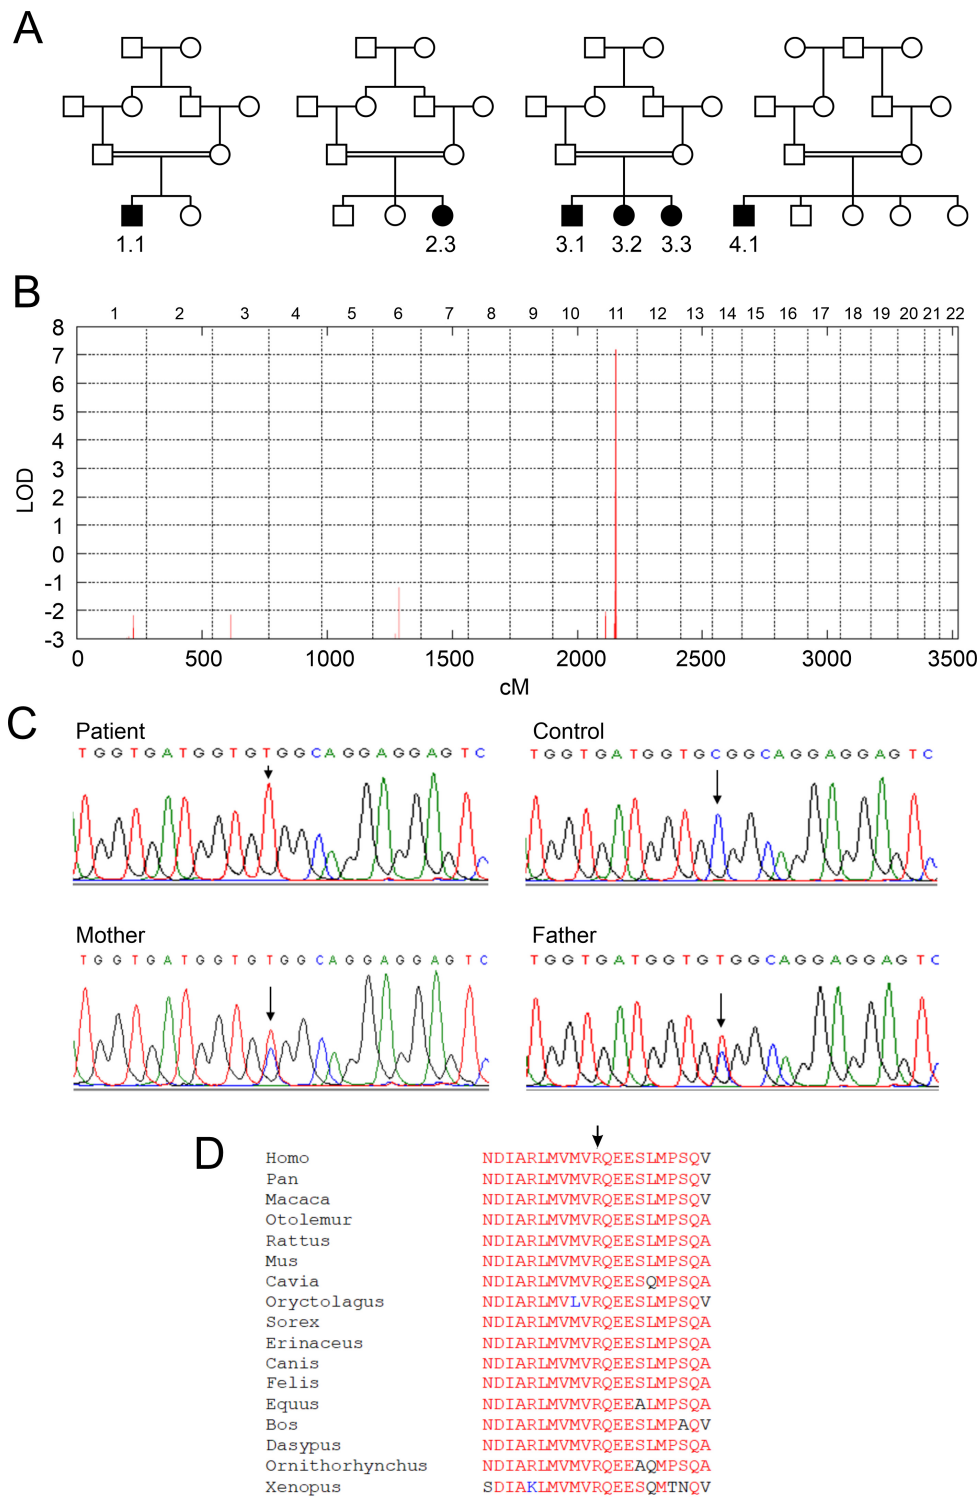 A
1.1
2.3
3.1 3.2 3.3
4.1
B
1 2 3 4 5 6 7 8 9 10 11 12 13 14 15 16 17 18 19 20 21 22
8
7
6
5
4
3
2
1
0
-1
-2
-3
LOD
0 500 1000 1500 2000 2500 3000 3500
cM
C
Patient
TGGTGATGGTGTGGCAGGAGGAGTC
Control
TGGTGATGGTGCGGCAGGAGGAGTC
Mother
TGGTGATGGTGTGGCAGGAGGAGTC
Father
TGGTGATGGTGTGGCAGGAGGAGTC
D
Homo NDIARLMVMVRQEESLMPSQV
Pan NDIARLMVMVRQEESLMPSQV
Macaca NDIARLMVMVRQEESLMPSQV
Otolemur NDIARLMVMVRQEESLMPSQA
Rattus NDIARLMVMVRQEESLMPSQA
Mus NDIARLMVMVRQEESLMPSQA
Cavia NDIARLMVMVRQEESQMPSQA
Oryctolagus NDIARLMVLVRQEESLMPSQV
Sorex NDIARLMVMVRQEESLMPSQA
Erinaceus NDIARLMVMVRQEESLMPSQA
Canis NDIARLMVMVRQEESLMPSQA
Felis NDIARLMVMVRQEESLMPSQA
Equus NDIARLMVMVRQEEALMPSQA
Bos NDIARLMVMVRQEESLMPAQV
Dasypus NDIARLMVMVRQEESLMPSQA
Ornithorhynchus NDIARLMVMVRQEEAQMPSQA
Xenopus SDIAKLMVMVRQEESQMTNQV